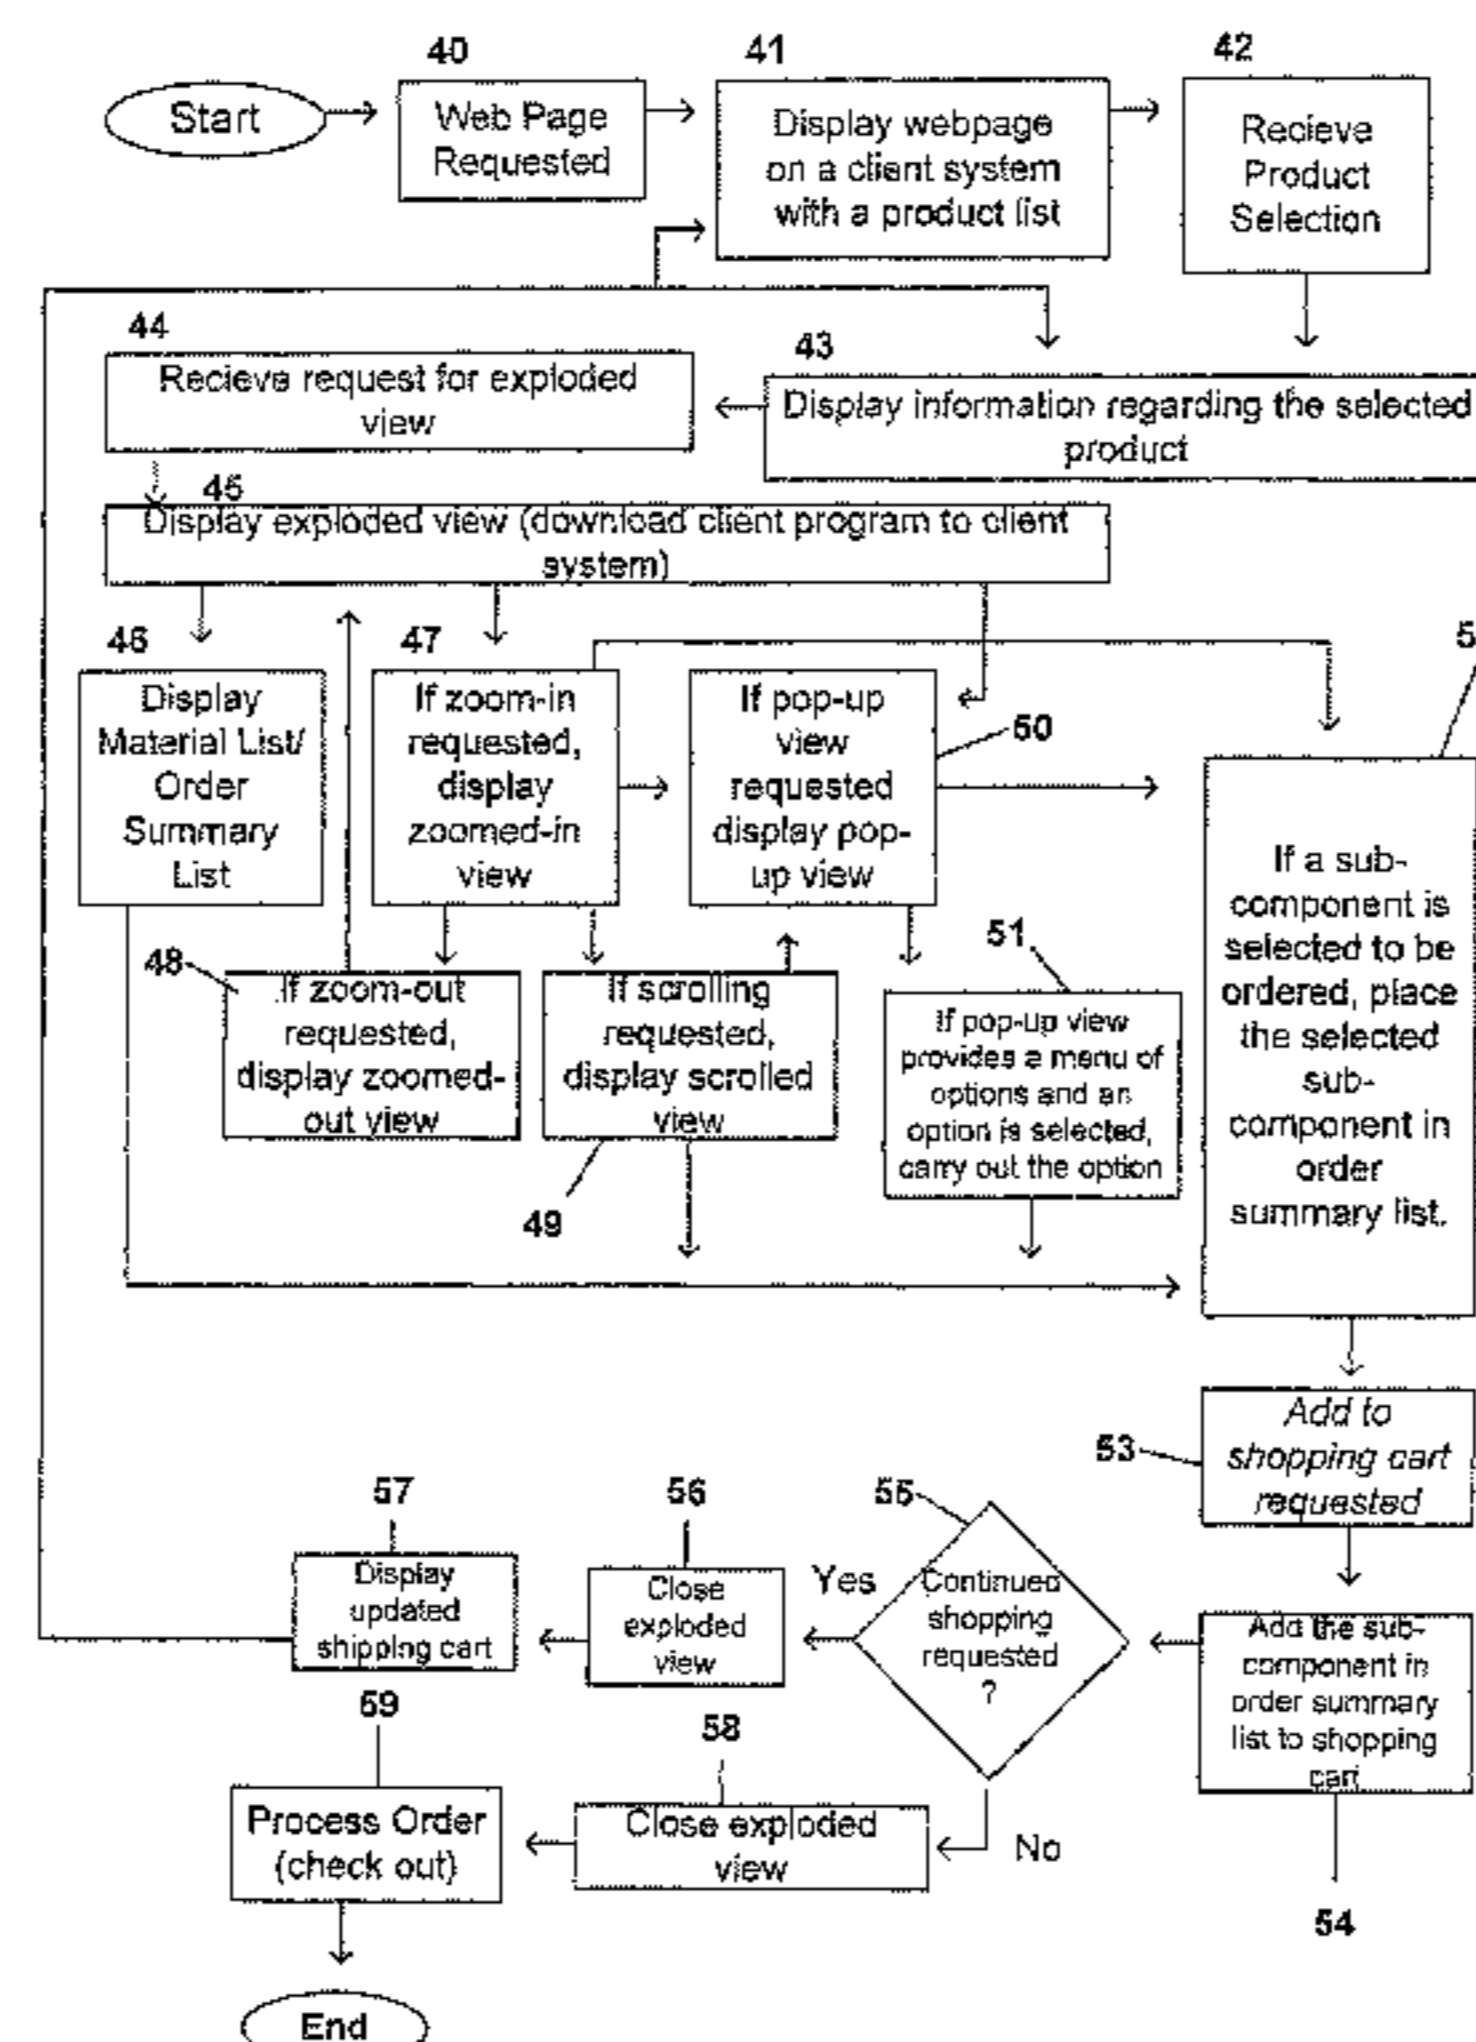 40
41
42
Start
Web Page
Requested
Display webpage
on a client system
with a product list
Recieve
Product
Selection
44
43
Recieve request for exploded
view
Display information regarding the selected
product
45
Display exploded view (download client program to client
system)
46
47
5
Display
Material List/
Order
Summary
List
If zoom-in
requested,
display
zoomed-in
view
If pop-up
view
requested
display pop-
up view
50
If a sub-
component is
selected to be
ordered, place
the selected
sub-
component in
order
summary list.
48
If zoom-out
requested,
display zoomed-
out view
If scrolling
requested,
display scrolled
view
49
51
If pop-up view
provides a menu of
options and an
option is selected,
carry out the option
53
Add to
shopping cart
requested
57
56
55
Display
updated
shipping cart
Close
exploded
view
Yes
Continued
shopping
requested
?
Add the sub-
component in
order summary
list to shopping
cart
59
58
Process Order
(check out)
Close exploded
view
No
54
End